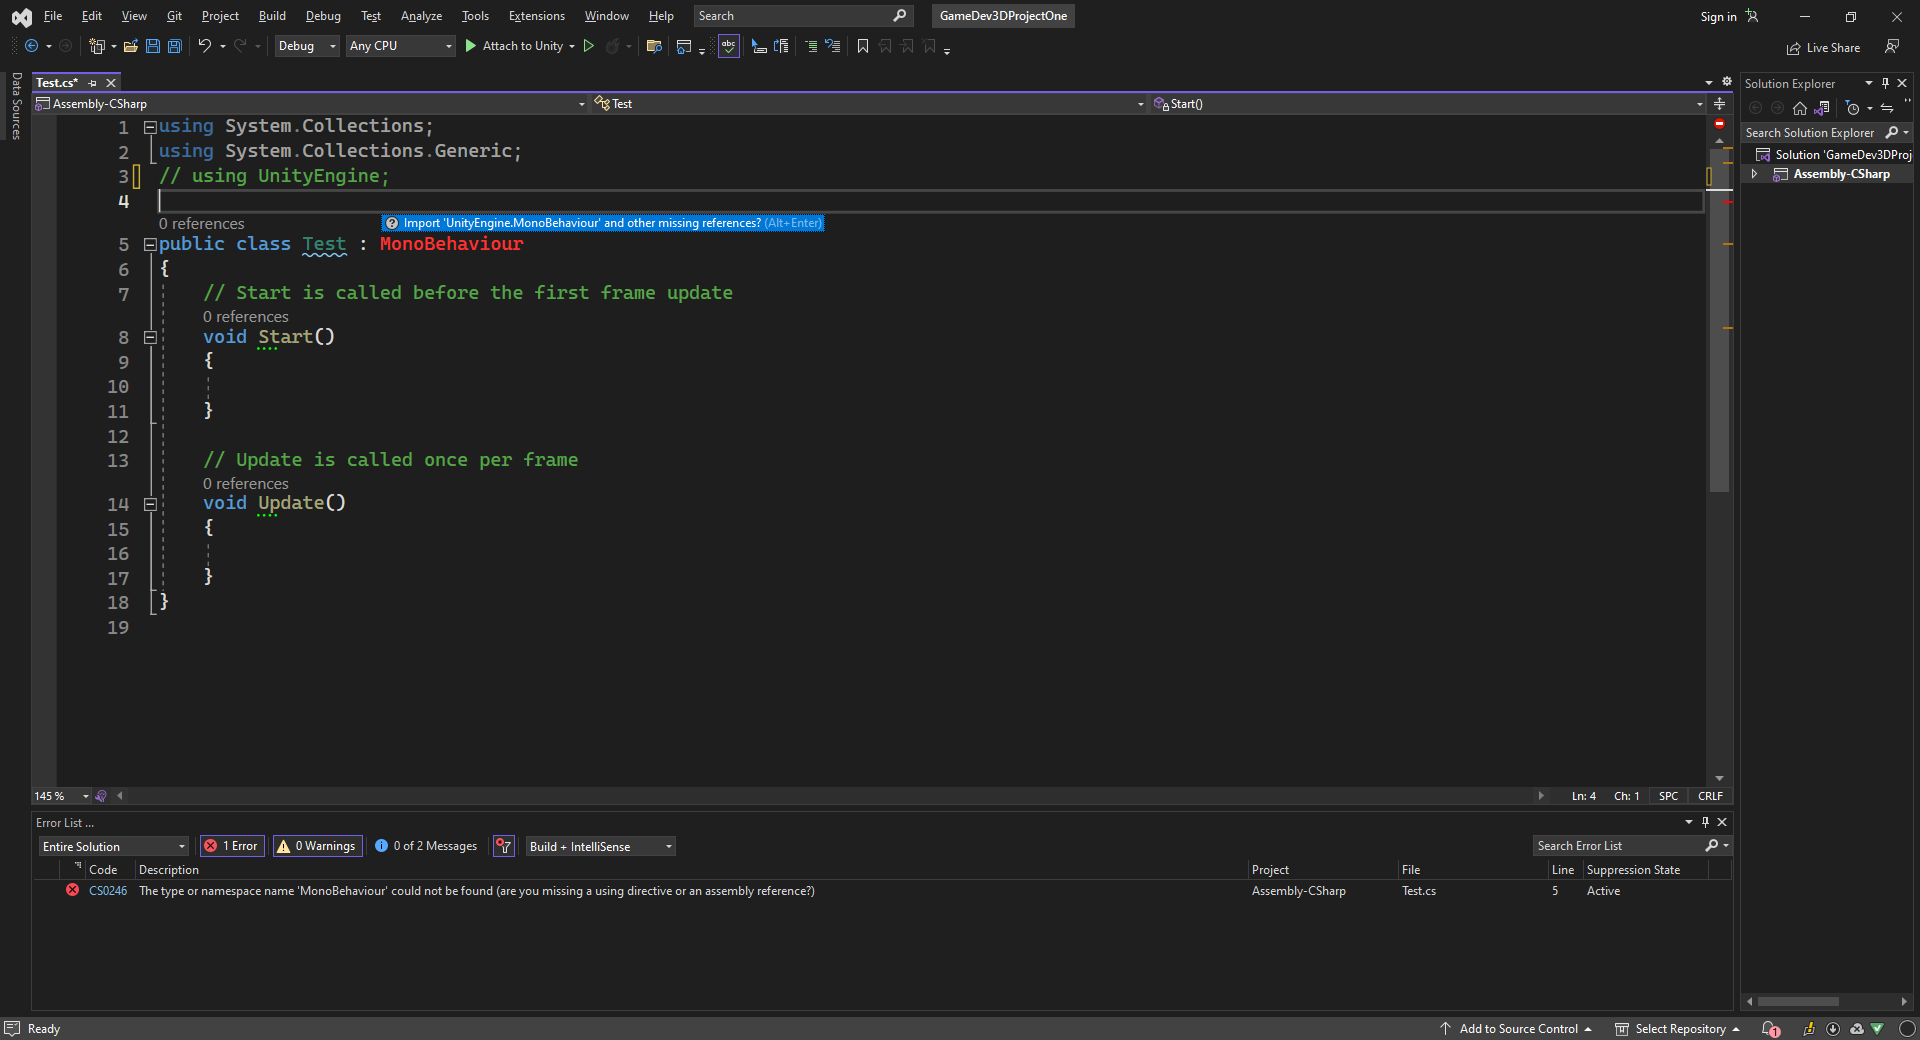 File Edit View Git Project Build Debug Test Analyze Tools Extensions Window Help Search GameDev3DProjectOne Sign in
Debug Any CPU Attach to Unity abc Live Share
Data Sources
Test.cs*
Assembly-CSharp Test Start()
1 using System.Collections;
2 using System.Collections.Generic;
3 // using UnityEngine;
4
0 references
Import 'UnityEngine.MonoBehaviour' and other missing references? (Alt+Enter)
5 public class Test : MonoBehaviour
6 {
7 // Start is called before the first frame update
0 references
8 void Start()
9 {
10
11 }
12
13 // Update is called once per frame
0 references
14 void Update()
15 {
16
17 }
18 }
19
145 % Ln: 4 Ch: 1 SPC CRLF
Solution Explorer
Search Solution Explorer
Solution 'GameDev3DProj
Assembly-CSharp
Error List ...
Entire Solution 1 Error 0 Warnings 0 of 2 Messages Build + IntelliSense Search Error List
Code Description Project File Line Suppression State
CS0246 The type or namespace name 'MonoBehaviour' could not be found (are you missing a using directive or an assembly reference?) Assembly-CSharp Test.cs 5 Active
Ready Add to Source Control Select Repository 1